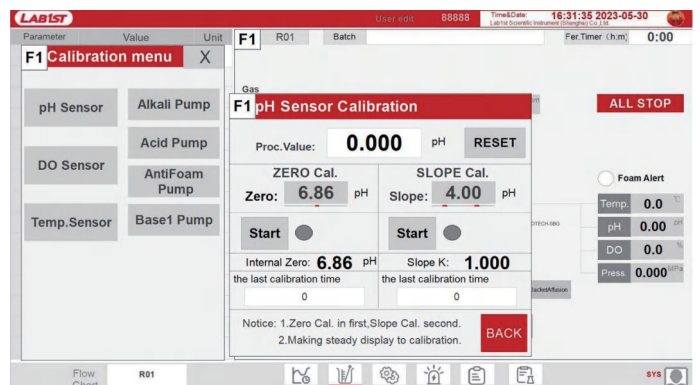 LAB1ST
User.edit 88888 Time&Date: 16:31:35 2023-05-30
Lab1st Scientific Instrument (Shanghai) Co.,Ltd.
Parameter Value Unit F1 R01 Batch Fer.Timer (h:m) 0:00
F1 Calibration menu X
Gas
pH Sensor Alkali Pump
Acid Pump
DO Sensor AntiFoam
Pump
Temp.Sensor Base1 Pump
F1 pH Sensor Calibration
Proc.Value: 0.000 pH RESET
ZERO Cal. SLOPE Cal.
Zero: 6.86 pH Slope: 4.00 pH
Start Start
Internal Zero: 6.86 pH Slope K: 1.000
the last calibration time the last calibration time
0 0
Notice: 1.Zero Cal. in first,Slope Cal. second.
2.Making steady display to calibration.
BACK
ALL STOP
Foam Alert
Temp. 0.0 °C
pH 0.00 pH
DO 0.0 %
Press. 0.000 MPa
JacketAffusion
Flow
Chart
R01 SYS